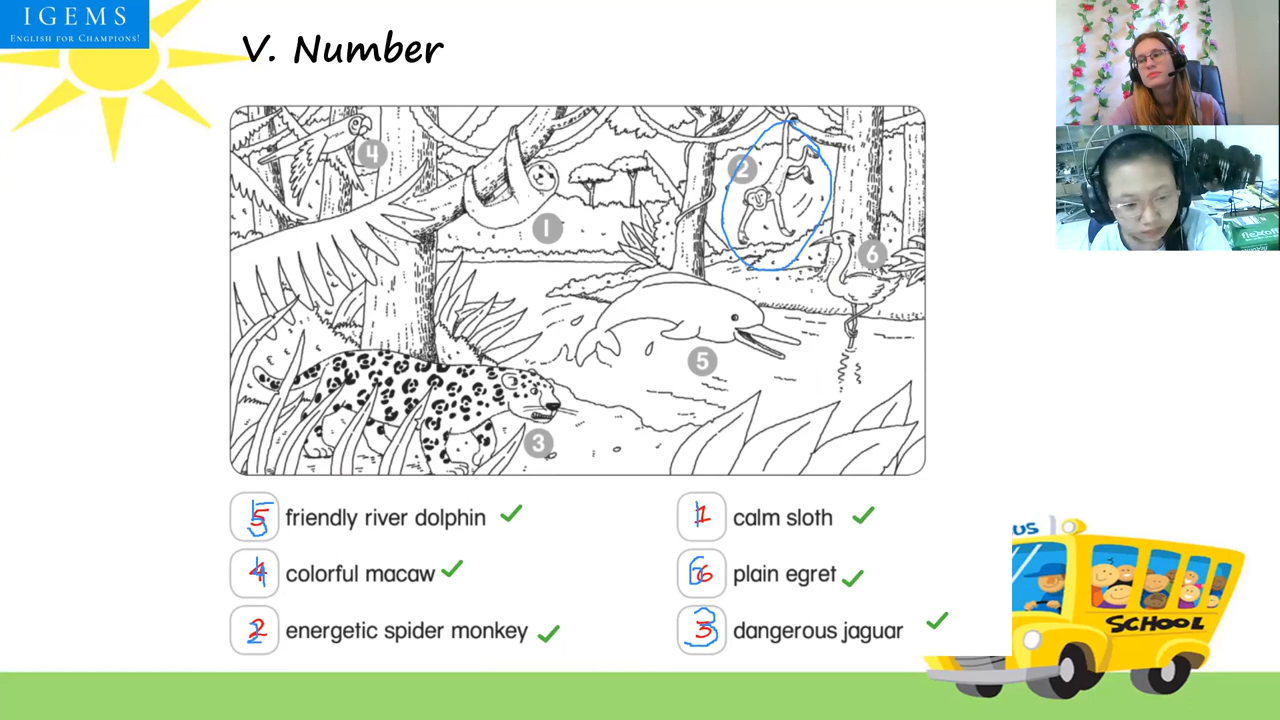 IGEMS
ENGLISH FOR CHAMPIONS!
V. Number
4
2
1
6
5
3
5 friendly river dolphin
1 calm sloth
4 colorful macaw
6 plain egret
2 energetic spider monkey
3 dangerous jaguar
US
SCHOOL